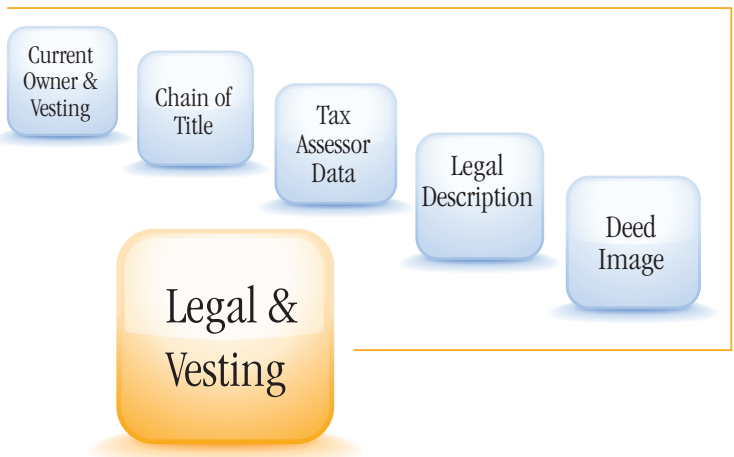 Current
Owner &
Vesting
Chain of
Title
Tax
Assessor
Data
Legal
Description
Deed
Image
Legal &
Vesting